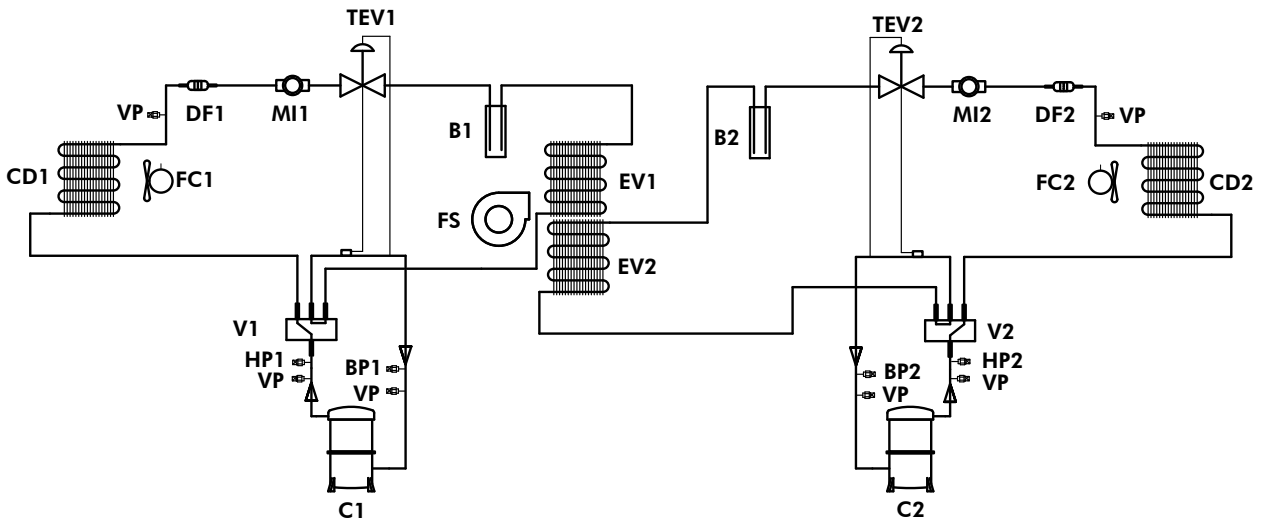 TEV1
TEV2
VP
DF1
MI1
B1
B2
MI2
DF2
VP
CD1
FC1
EV1
FC2
CD2
FS
EV2
V1
V2
HP1
BP1
BP2
HP2
VP
VP
VP
VP
C1
C2